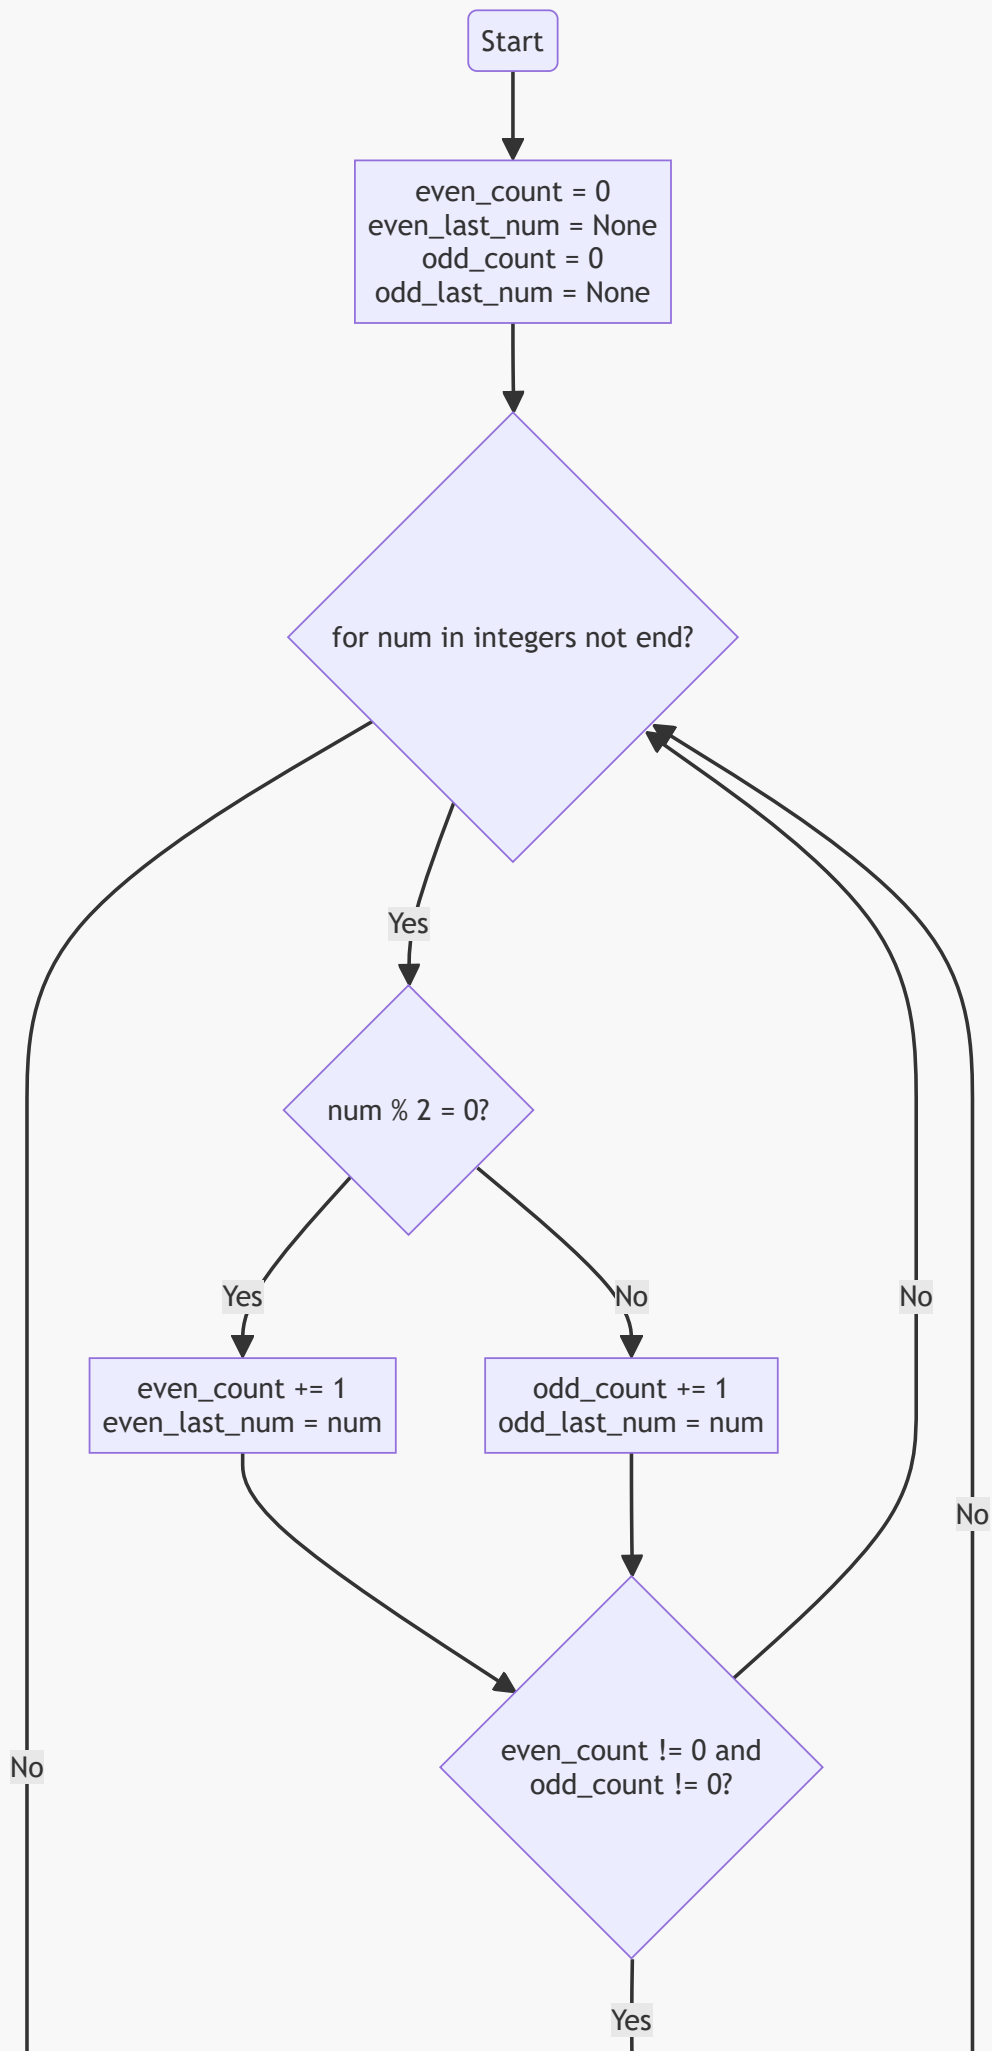 Start
even_count = 0
even_last_num = None
odd_count = 0
odd_last_num = None
for num in integers not end?
Yes
num % 2 = 0?
Yes
No
No
even_count += 1
even_last_num = num
odd_count += 1
odd_last_num = num
No
No
even_count != 0 and
odd_count != 0?
Yes